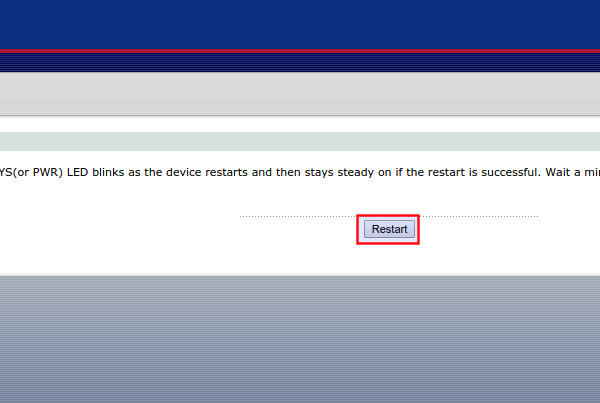 YS(or PWR) LED blinks as the device restarts and then stays steady on if the restart is successful. Wait a mi
Restart